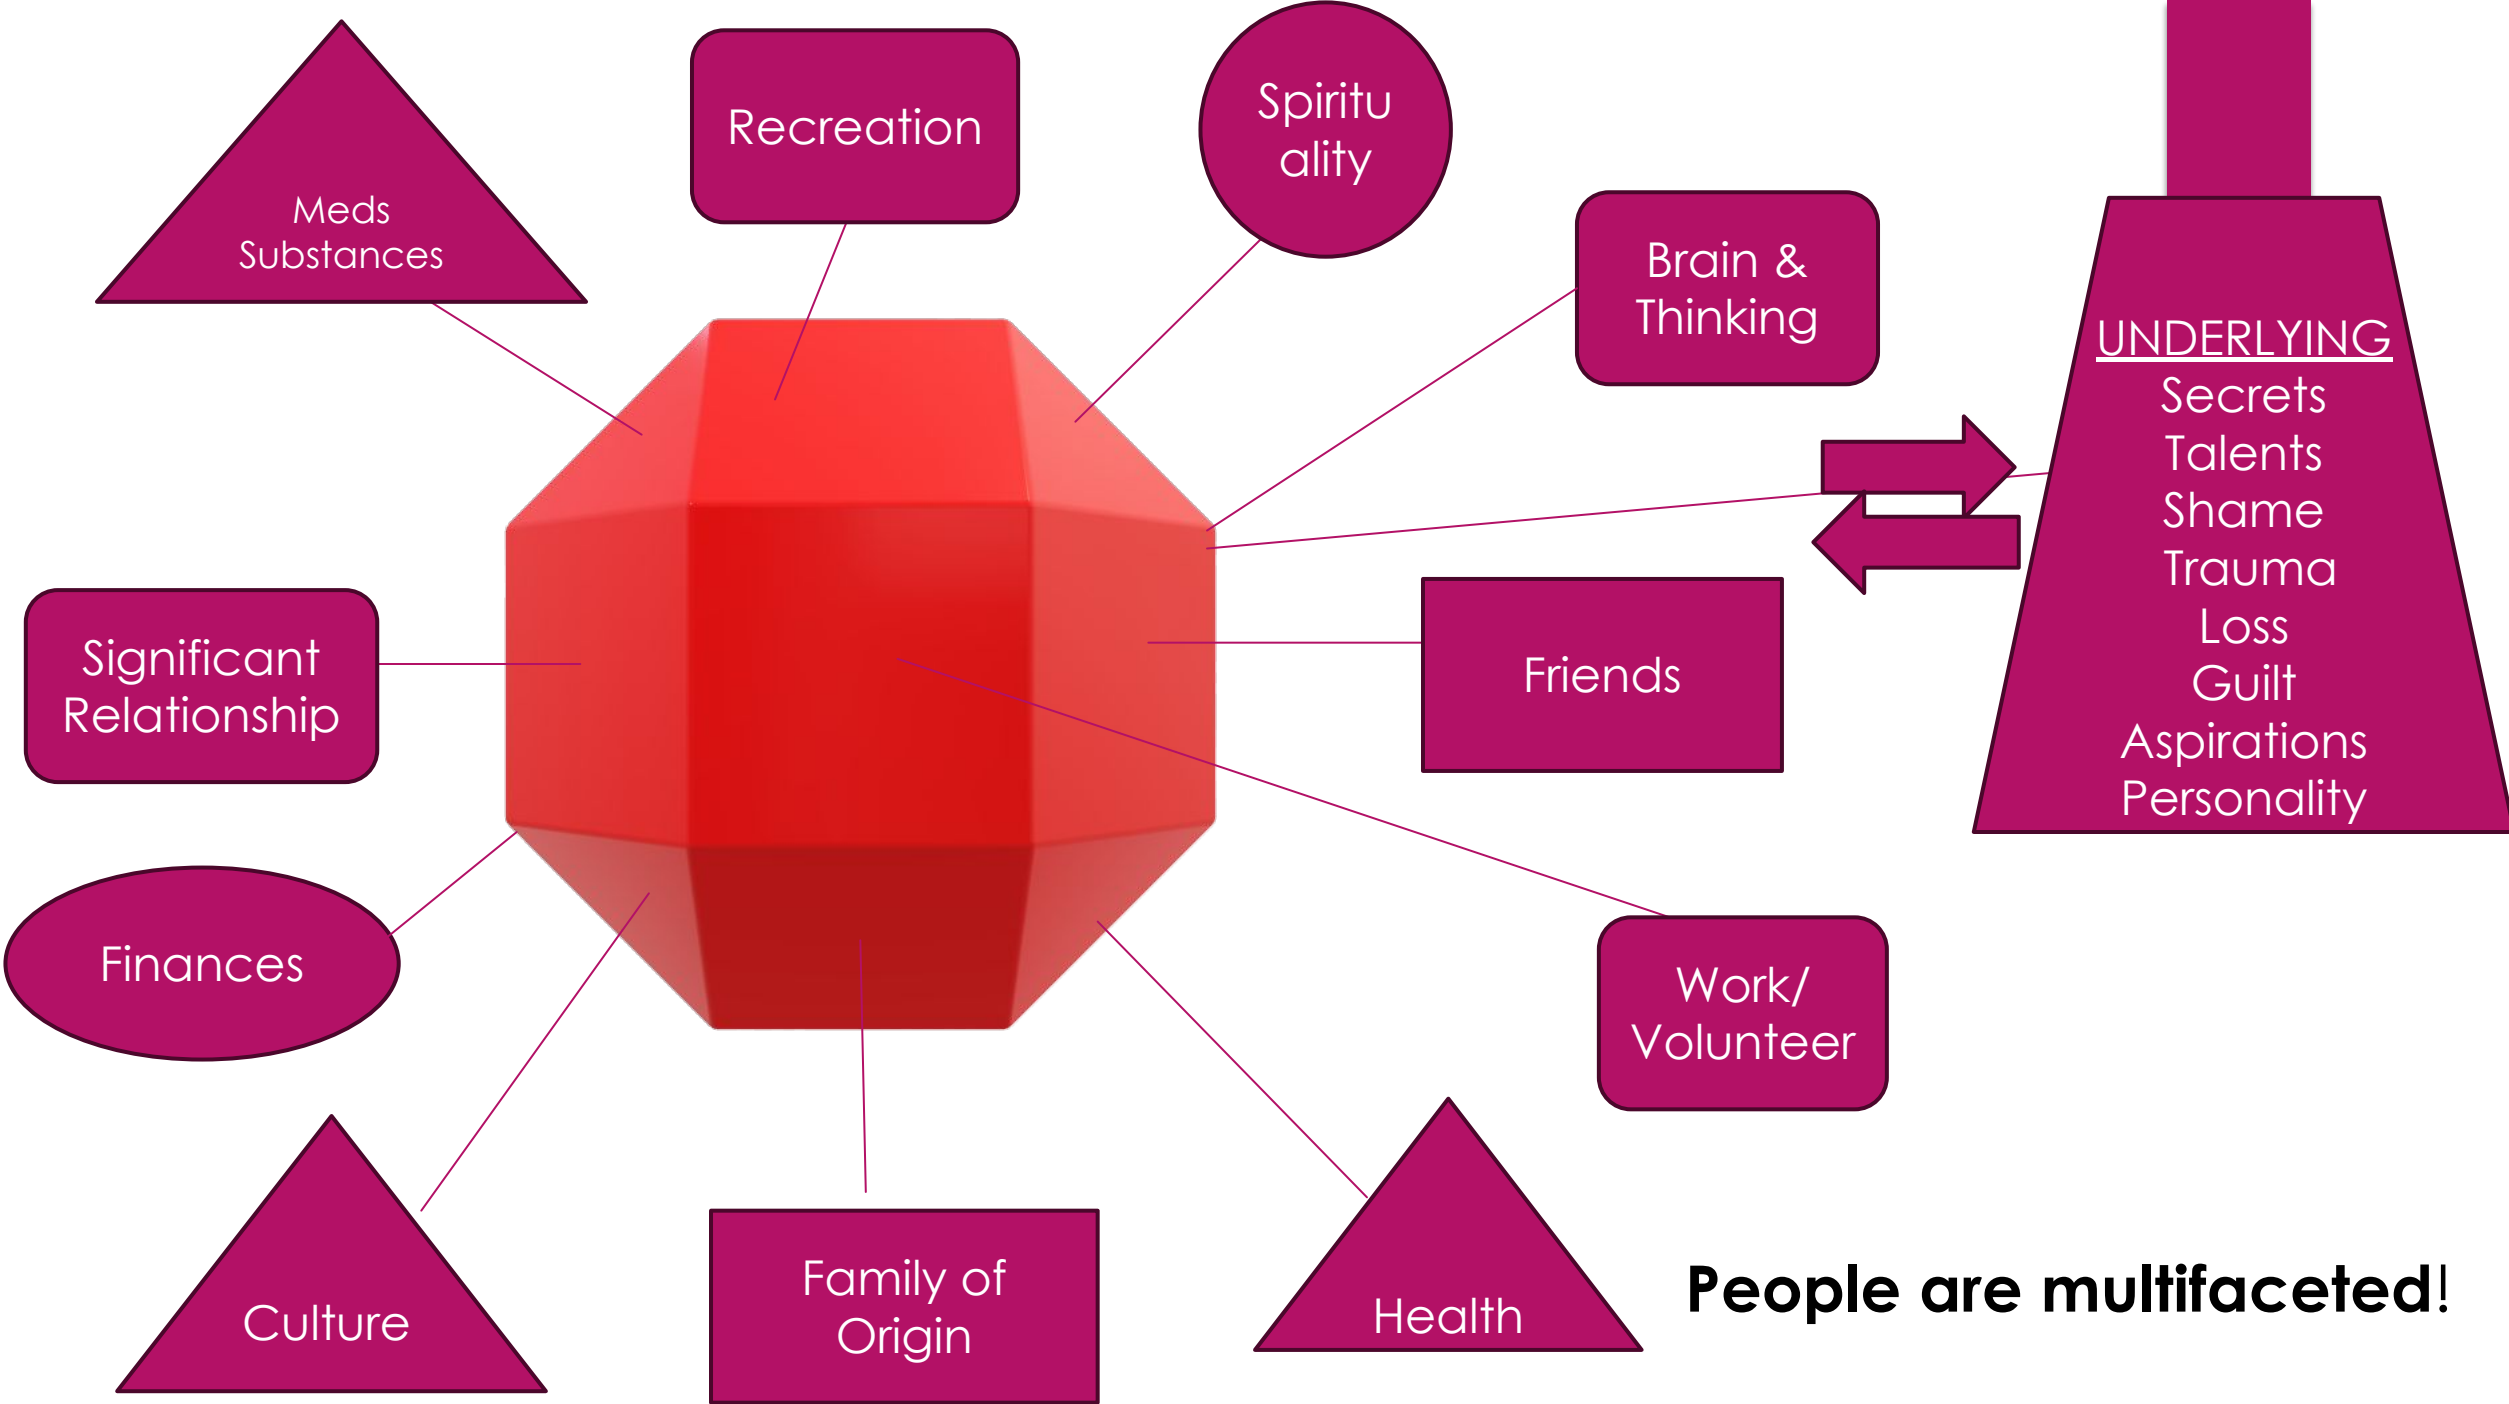 Meds
Substances
Recreation
Spiritu
ality
Brain &
Thinking
UNDERLYING
Secrets
Talents
Shame
Trauma
Loss
Guilt
Aspirations
Personality
Significant
Relationship
Friends
Finances
Work/
Volunteer
Culture
Family of
Origin
Health
People are multifaceted!